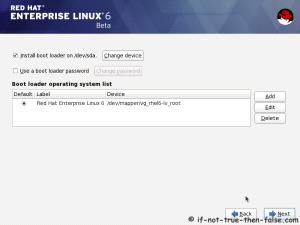 RED HAT
ENTERPRISE LINUX 6
Beta
Install boot loader on /dev/sda. Change device
Use a boot loader password Change password
Boot loader operating system list
Default Label Device
Red Hat Enterprise Linux 6 /dev/mapper/vg_rhel6-lv_root
Add
Edit
Delete
Back Next
© if-not-true-then-false.com